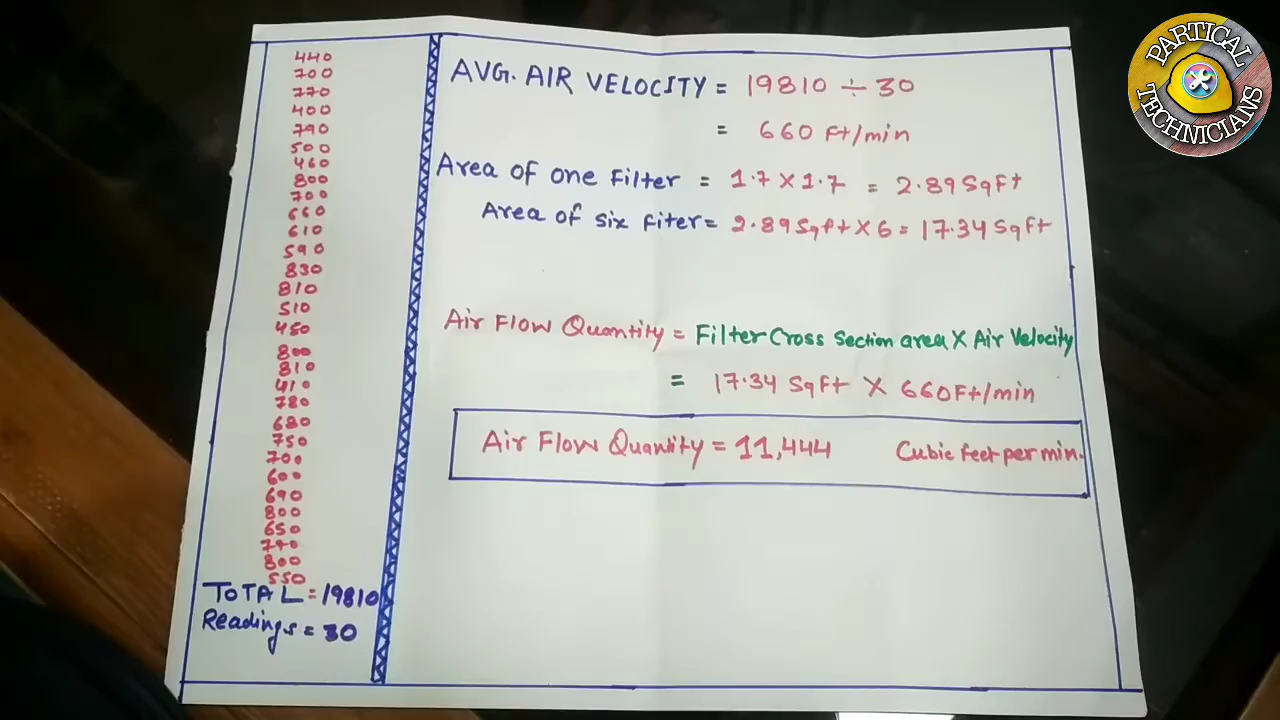 440
700
770
400
790
500
460
800
700
660
610
590
830
810
510
450
800
810
410
780
680
750
700
600
690
800
650
740
800
550
TOTAL = 19810
Readings = 30
AVG. AIR VELOCITY = 19810 ÷ 30
= 660 Ft/min
Area of one Filter = 1.7 X 1.7 = 2.89 SqFt
Area of six Fiter = 2.89 SqFt X 6 = 17.34 SqFt
Air Flow Quantity = Filter Cross Section area X Air Velocity
= 17.34 SqFt X 660Ft/min
Air Flow Quantity = 11,444 Cubic feet per min.
PARTICAL
TECHNICIANS